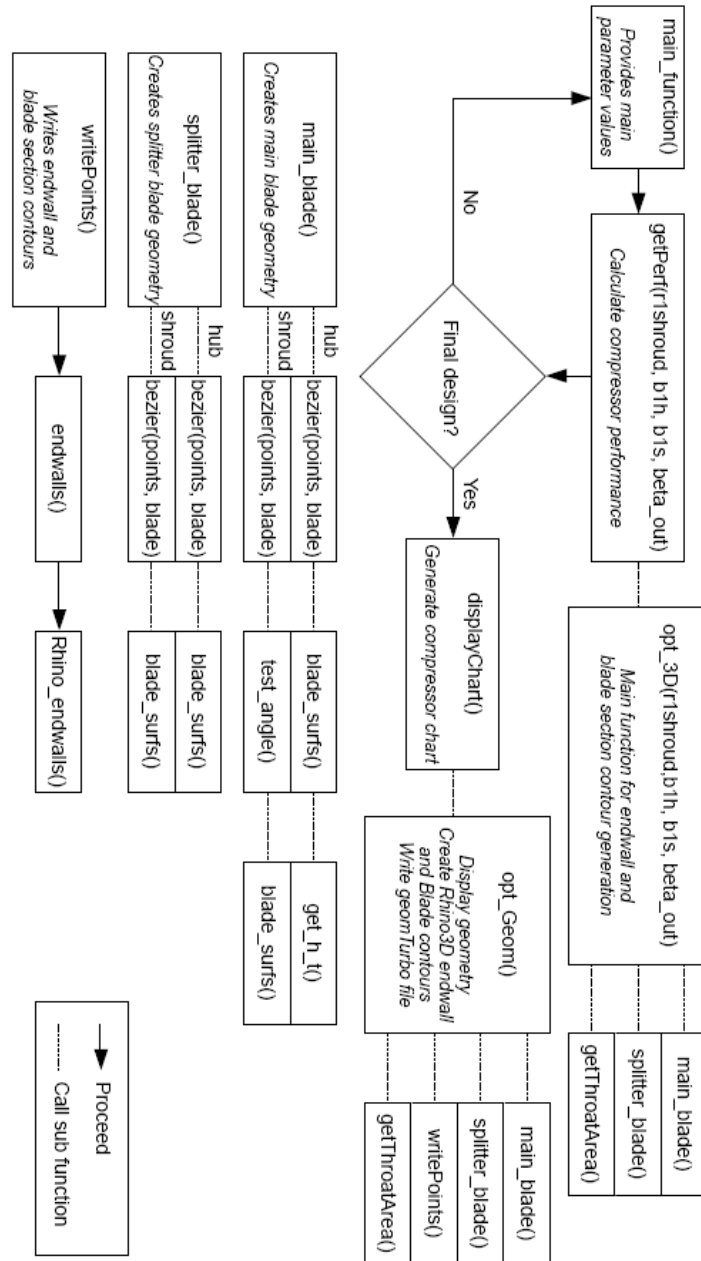 main_function()
Provides main
parameter values
getPerf(r1shroud, b1h, b1s, beta_out)
Calculate compressor performance
opt_3D(r1shroud,b1h, b1s, beta_out)
Main function for endwall and
blade section contour generation
main_blade()
splitter_blade()
getThroatArea()
No
Final design?
Yes
displayChart()
Generate compressor chart
opt_Geom()
Display geometry
Create Rhino3D endwall
and Blade contours
Write geomTurbo file
main_blade()
splitter_blade()
writePoints()
getThroatArea()
main_blade()
Creates main blade geometry
hub
shroud
bezier(points, blade)
bezier(points, blade)
blade_surfs()
test_angle()
get_h_t()
blade_surfs()
splitter_blade()
Creates splitter blade geometry
hub
shroud
bezier(points, blade)
bezier(points, blade)
blade_surfs()
blade_surfs()
writePoints()
Writes endwall and
blade section contours
endwalls()
Rhino_endwalls()
Proceed
Call sub function